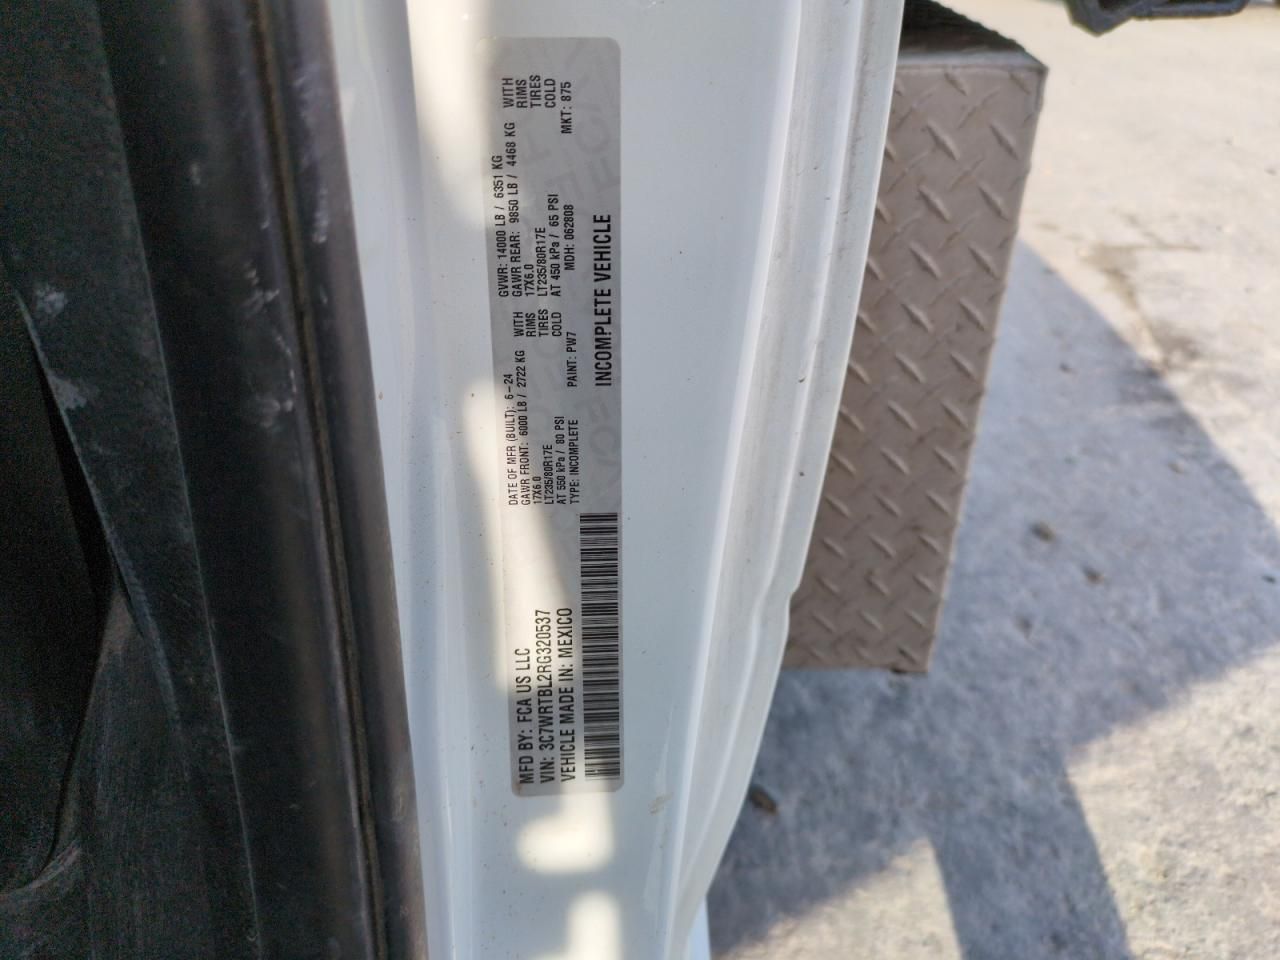 MFD BY: FCA US LLC
VIN: 3C7WRTBL2RG320537
VEHICLE MADE IN: MEXICO
DATE OF MFR (BUILT): 6-24
GAWR FRONT: 6000 LB / 2722 KG WITH
17X6.0 RIMS
LT235/80R17E TIRES
AT 550 kPa / 80 PSI COLD
TYPE: INCOMPLETE PAINT: PW7
GVWR: 14000 LB / 6351 KG
GAWR REAR: 9850 LB / 4468 KG WITH
17X6.0 RIMS
LT235/80R17E TIRES
AT 450 kPa / 65 PSI COLD
MDH: 062808 MKT: 875
INCOMPLETE VEHICLE